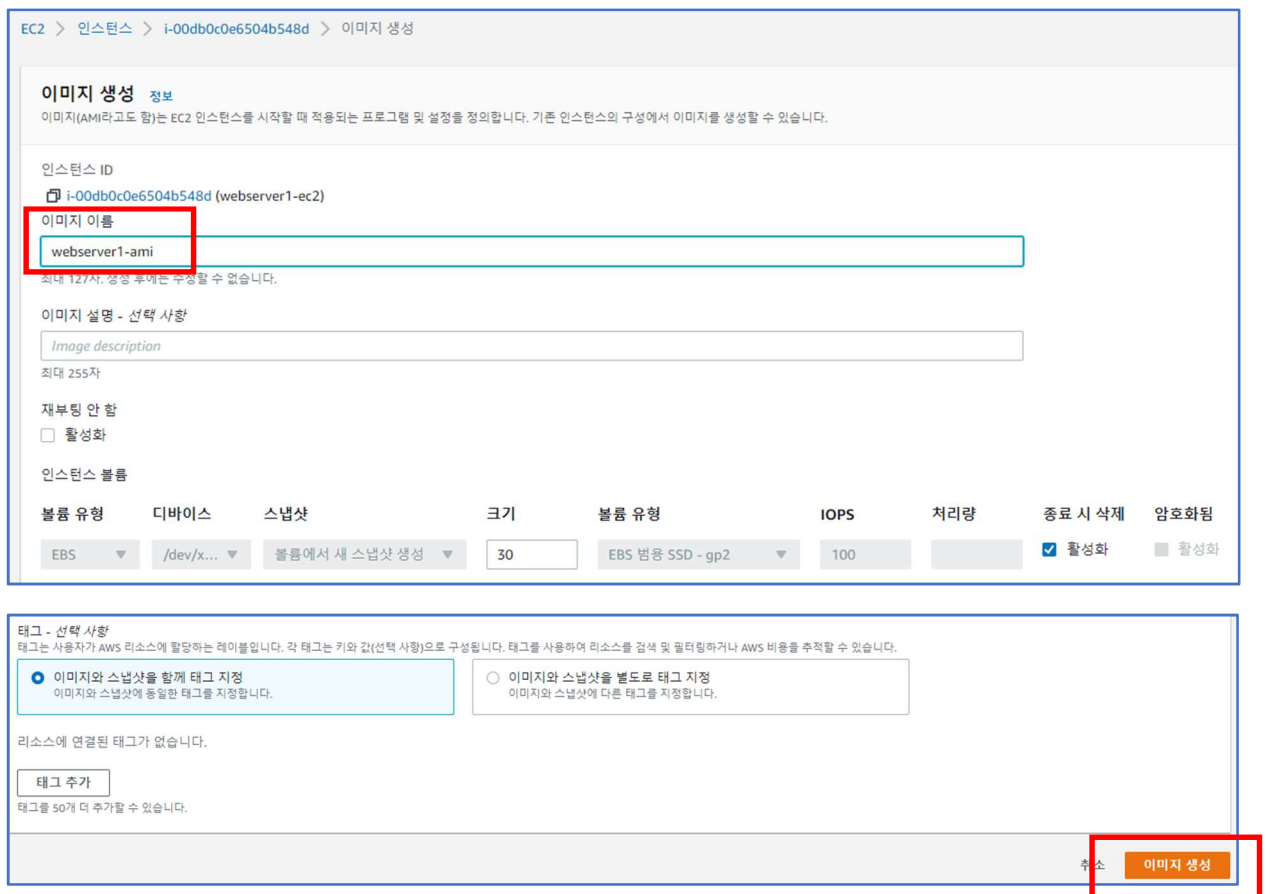 EC2 > 인스턴스 > i-00db0c0e6504b548d > 이미지 생성
이미지 생성 정보
이미지(AMI라고도 함)는 EC2 인스턴스를 시작할 때 적용되는 프로그램 및 설정을 정의합니다. 기존 인스턴스의 구성에서 이미지를 생성할 수 있습니다.
인스턴스 ID
i-00db0c0e6504b548d (webserver1-ec2)
이미지 이름
webserver1-ami
최대 127자. 생성 후에는 수정할 수 없습니다.
이미지 설명 - 선택 사항
Image description
최대 255자
재부팅 안 함
활성화
인스턴스 볼륨
볼륨 유형 디바이스 스냅샷 크기 볼륨 유형 IOPS 처리량 종료 시 삭제 암호화됨
EBS /dev/x... 볼륨에서 새 스냅샷 생성 30 EBS 범용 SSD - gp2 100 활성화 활성화
태그 - 선택 사항
태그는 사용자가 AWS 리소스에 할당하는 레이블입니다. 각 태그는 키와 값(선택 사항)으로 구성됩니다. 태그를 사용하여 리소스를 검색 및 필터링하거나 AWS 비용을 추적할 수 있습니다.
이미지와 스냅샷을 함께 태그 지정 이미지와 스냅샷을 별도로 태그 지정
이미지와 스냅샷에 동일한 태그를 지정합니다. 이미지와 스냅샷에 다른 태그를 지정합니다.
리소스에 연결된 태그가 없습니다.
태그 추가
태그를 50개 더 추가할 수 있습니다.
취소 이미지 생성